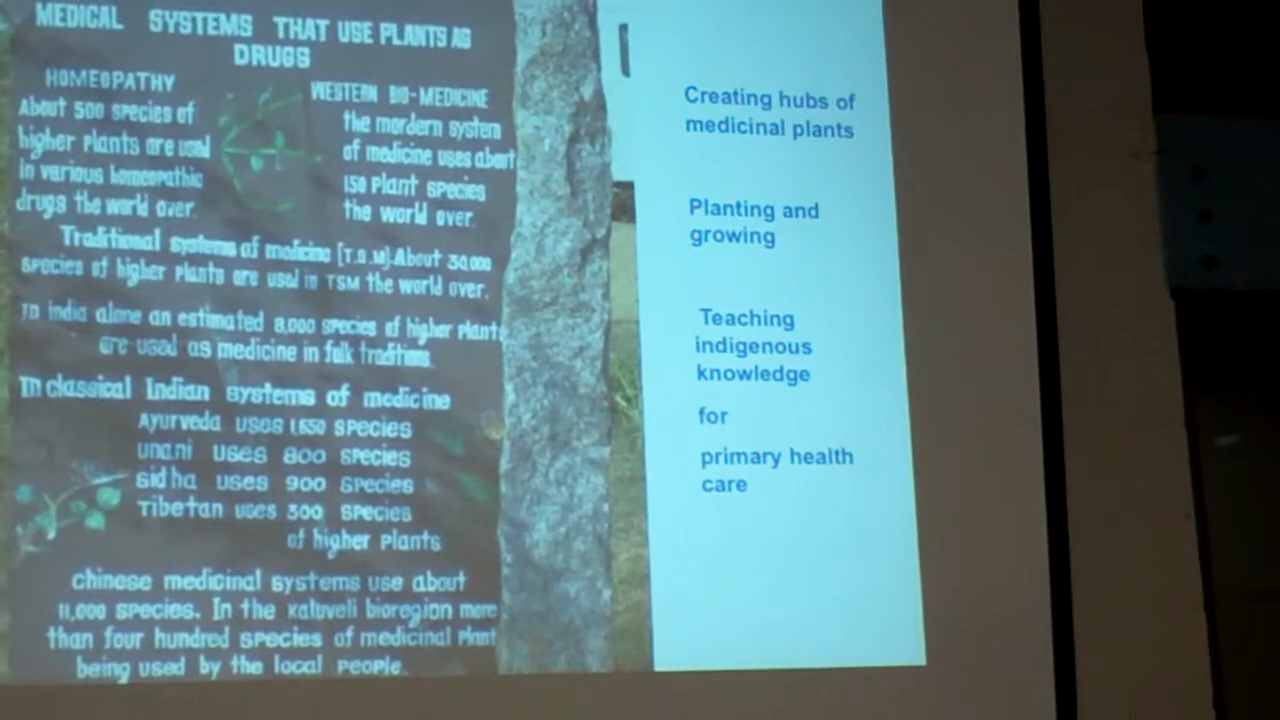 MEDICAL SYSTEMS THAT USE PLANTS AS
DRUGS
HOMEOPATHY
About 500 species of
higher plants are used
in various homeopathic
drugs the world over.
WESTERN BIO-MEDICINE
the mordern system
of medicine uses about
150 Plant species
the world over.
Traditional systems of medicine [T.S.M] About 30,000
species of higher plants are used in TSM the world over.
In india alone an estimated 8,000 species of higher plants
are used as medicine in folk traditions.
In classical Indian systems of medicine
Ayurveda uses 1,650 species
unani uses 800 species
sidha uses 900 species
Tibetan uses 300 species
of higher plants
chinese medicinal systems use about
11,000 species. In the kaluveli bioregion more
than four hundred species of medicinal plant
being used by the local people.
Creating hubs of
medicinal plants
Planting and
growing
Teaching
indigenous
knowledge
for
primary health
care